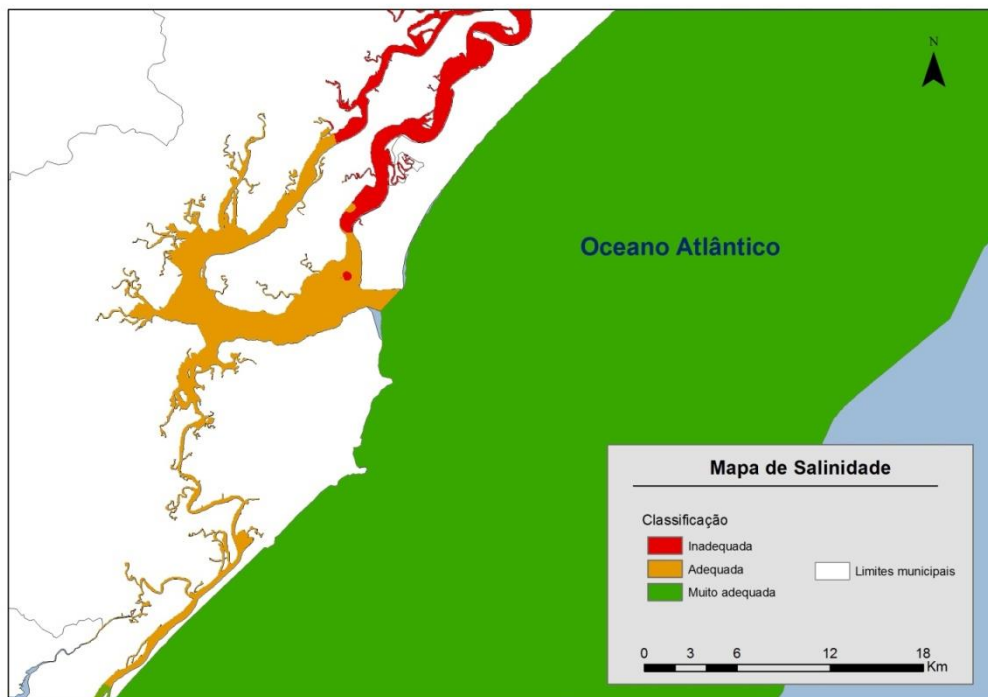 N
Oceano Atlântico
Mapa de Salinidade
Classificação
Inadequada
Adequada
Limites municipais
Muito adequada
0 3 6 12 18
Km